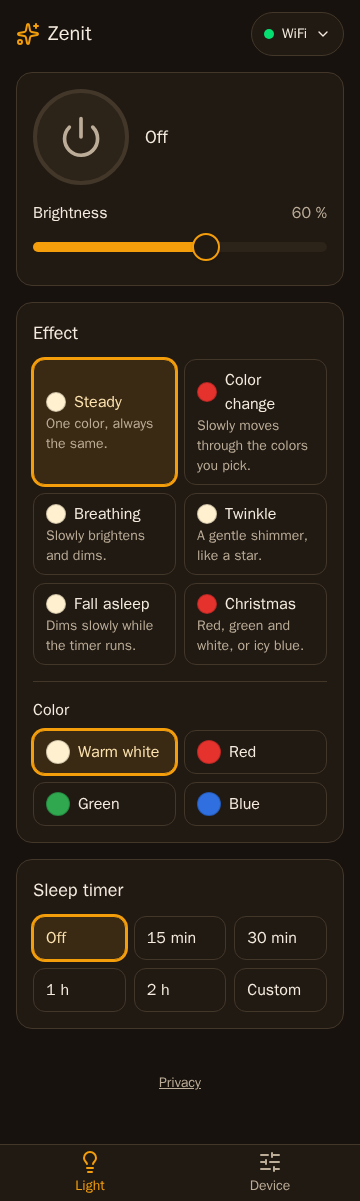 Zenit
WiFi
Off
Brightness
60 %
Effect
Steady
One color, always
the same.
Color
change
Slowly moves
through the colors
you pick.
Breathing
Slowly brightens
and dims.
Twinkle
A gentle shimmer,
like a star.
Fall asleep
Dims slowly while
the timer runs.
Christmas
Red, green and
white, or icy blue.
Color
Warm white
Red
Green
Blue
Sleep timer
Off
15 min
30 min
1 h
2 h
Custom
Privacy
Light
Device